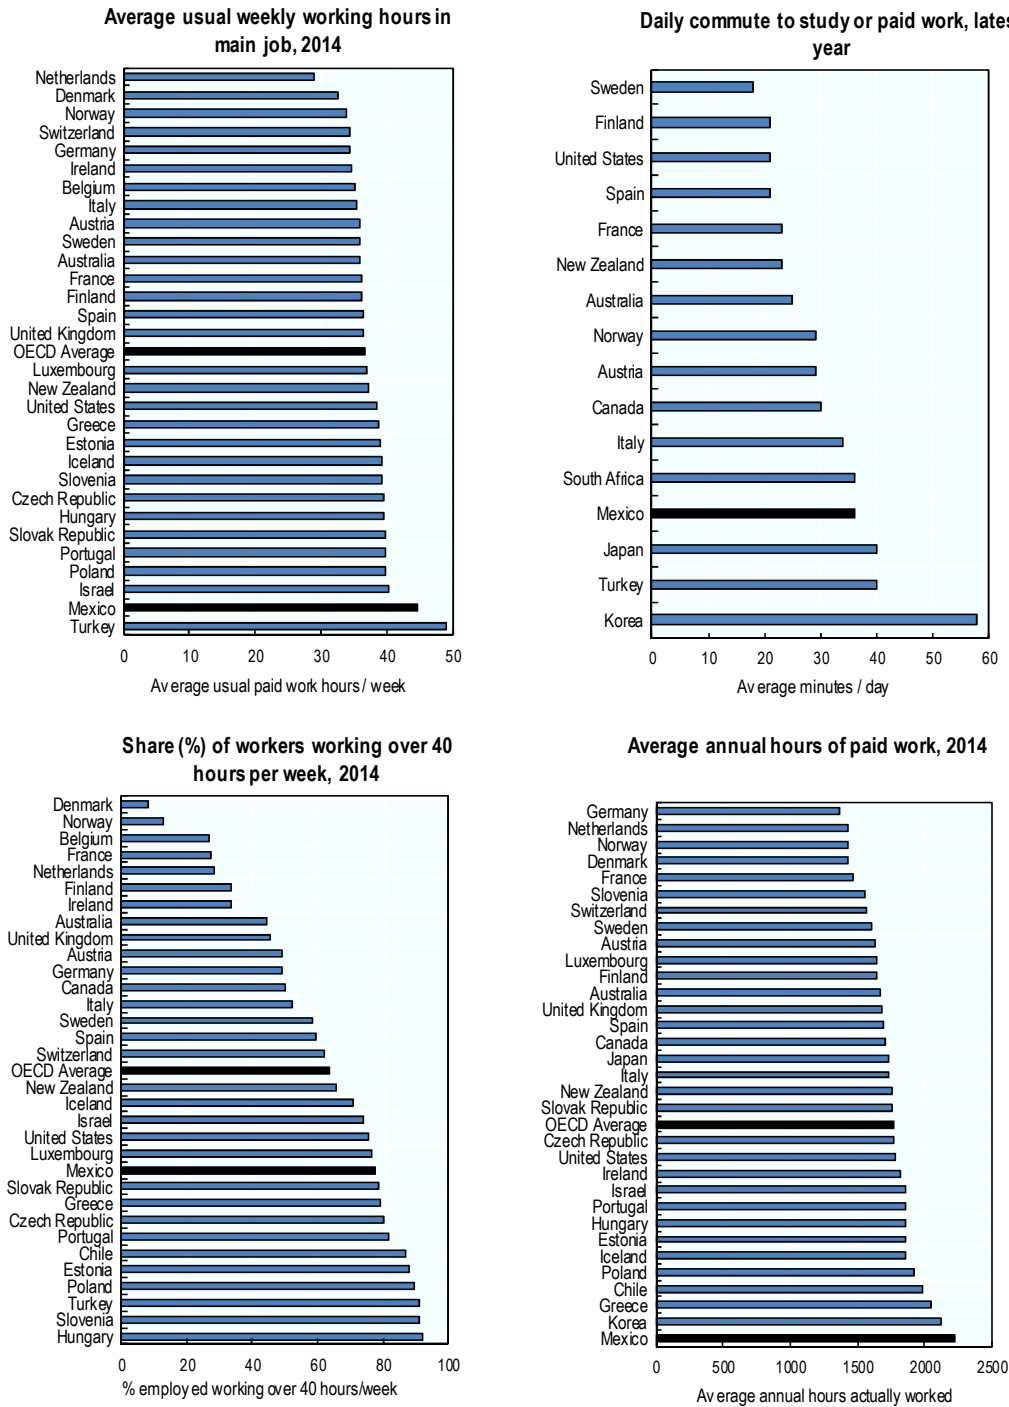 Average usual weekly working hours in
main job, 2014
Netherlands
Denmark
Norway
Switzerland
Germany
Ireland
Belgium
Italy
Austria
Sweden
Australia
France
Finland
Spain
United Kingdom
OECD Average
Luxembourg
New Zealand
United States
Greece
Estonia
Iceland
Slovenia
Czech Republic
Hungary
Slovak Republic
Portugal
Poland
Israel
Mexico
Turkey
0 10 20 30 40 50
Average usual paid work hours / week
Daily commute to study or paid work, lates
year
Sweden
Finland
United States
Spain
France
New Zealand
Australia
Norway
Austria
Canada
Italy
South Africa
Mexico
Japan
Turkey
Korea
0 10 20 30 40 50 60
Average minutes / day
Share (%) of workers working over 40
hours per week, 2014
Denmark
Norway
Belgium
France
Netherlands
Finland
Ireland
Australia
United Kingdom
Austria
Germany
Canada
Italy
Sweden
Spain
Switzerland
OECD Average
New Zealand
Iceland
Israel
United States
Luxembourg
Mexico
Slovak Republic
Greece
Czech Republic
Portugal
Chile
Estonia
Poland
Turkey
Slovenia
Hungary
0 20 40 60 80 100
% employed working over 40 hours/week
Average annual hours of paid work, 2014
Germany
Netherlands
Norway
Denmark
France
Slovenia
Switzerland
Sweden
Austria
Luxembourg
Finland
Australia
United Kingdom
Spain
Canada
Japan
Italy
New Zealand
Slovak Republic
OECD Average
Czech Republic
United States
Ireland
Israel
Portugal
Hungary
Estonia
Iceland
Poland
Chile
Greece
Korea
Mexico
0 500 1000 1500 2000 2500
Average annual hours actually worked